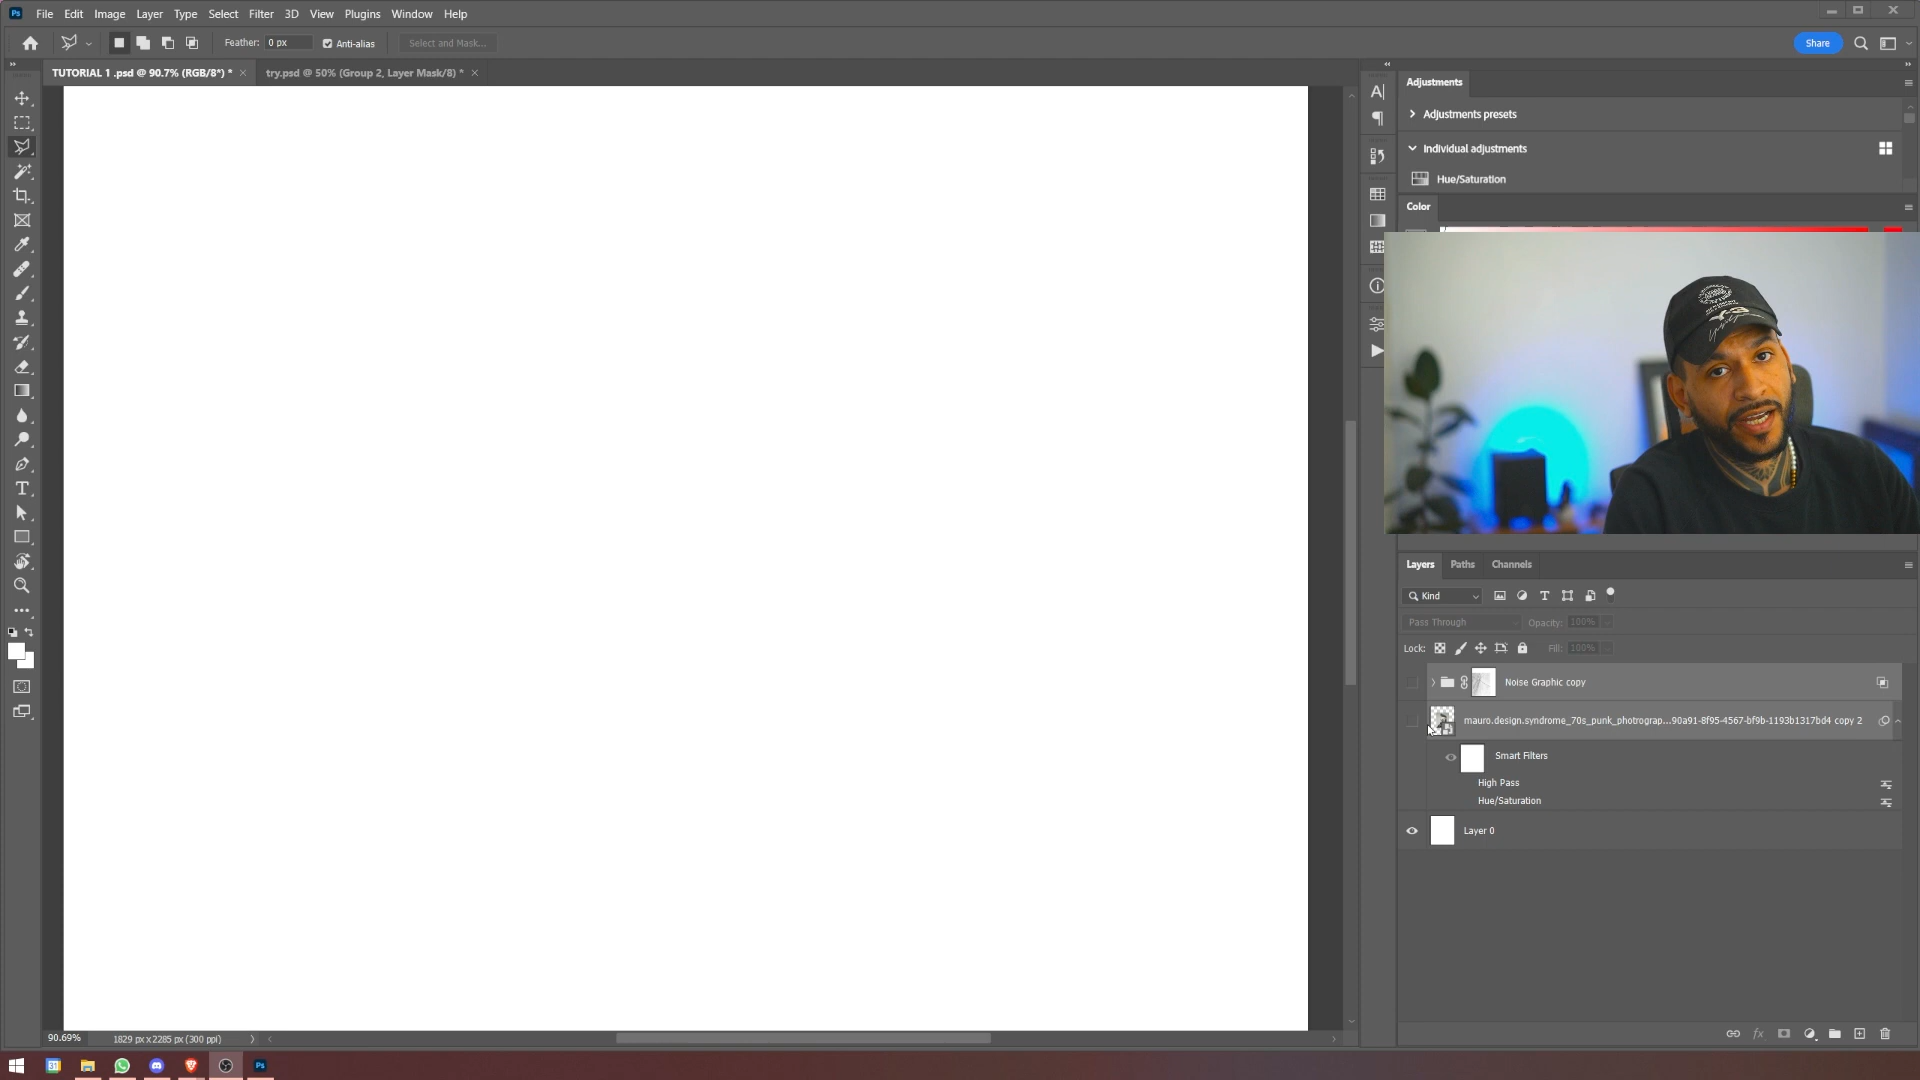 Ps File Edit Image Layer Type Select Filter 3D View Plugins Window Help
Feather: 0 px Anti-alias Select and Mask... Share
TUTORIAL 1 .psd @ 90.7% (RGB/8*) * × try.psd @ 50% (Group 2, Layer Mask/8) * ×
Adjustments
Adjustments presets
Individual adjustments
Hue/Saturation
Color
Layers Paths Channels
Kind
Pass Through Opacity: 100%
Lock: Fill: 100%
Noise Graphic copy
mauro.design.syndrome_70s_punk_photograp...90a91-8f95-4567-bf9b-1193b1317bd4 copy 2
Smart Filters
High Pass
Hue/Saturation
Layer 0
fx
90.69% 1829 px x 2285 px (300 ppi)
31 Ps